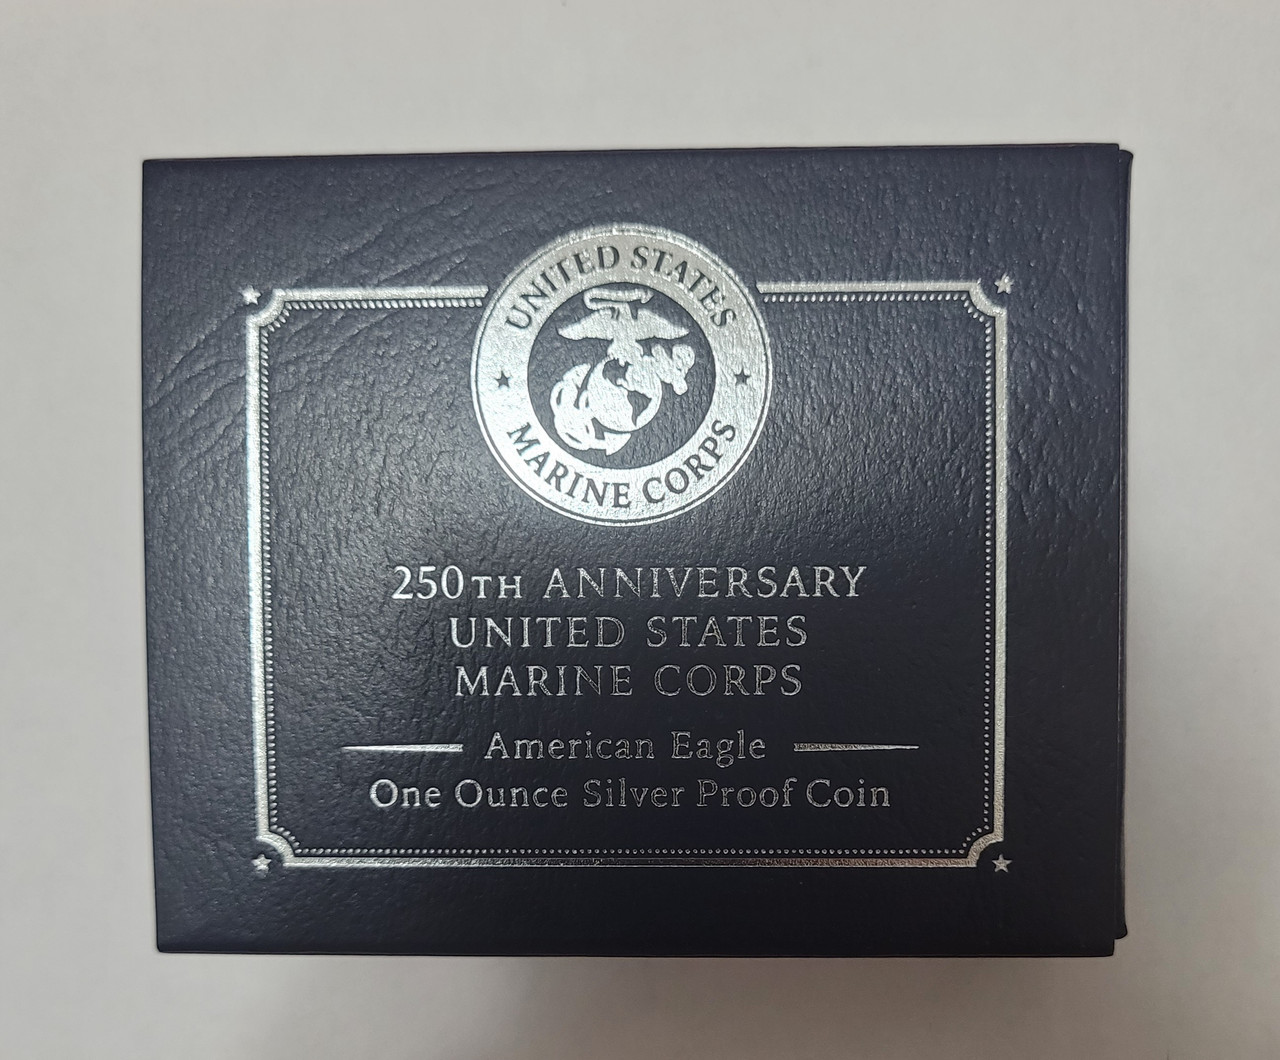 UNITED STATES
MARINE CORPS
250TH ANNIVERSARY
UNITED STATES
MARINE CORPS
American Eagle
One Ounce Silver Proof Coin